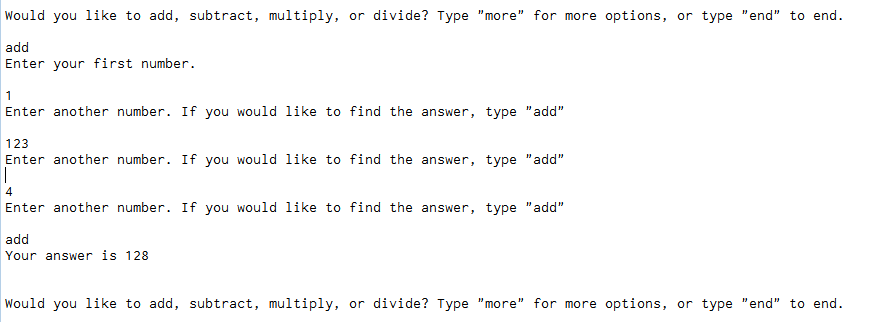 Would you like to add, subtract, multiply, or divide? Type "more" for more options, or type "end" to end.
add
Enter your first number.
1
Enter another number. If you would like to find the answer, type "add"
123
Enter another number. If you would like to find the answer, type "add"
4
Enter another number. If you would like to find the answer, type "add"
add
Your answer is 128
Would you like to add, subtract, multiply, or divide? Type "more" for more options, or type "end" to end.